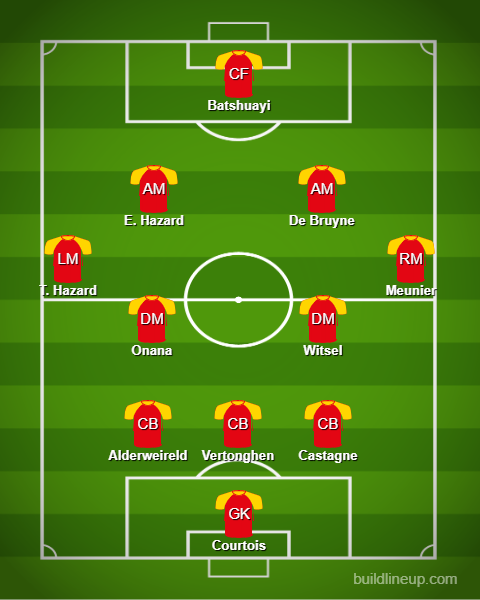 CF
Batshuayi
AM AM
E. Hazard De Bruyne
LM RM
T. Hazard Meunier
DM DM
Onana Witsel
CB CB CB
Alderweireld Vertonghen Castagne
GK
Courtois
buildlineup.com